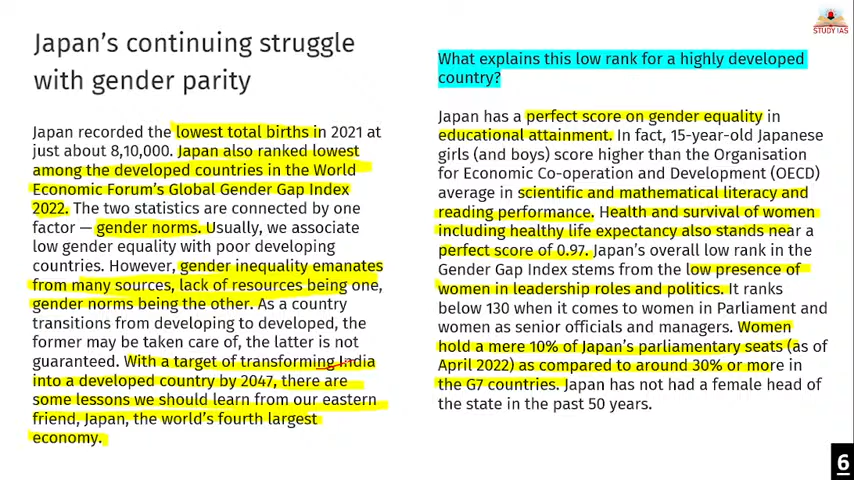 STUDY IAS
Japan's continuing struggle
with gender parity
Japan recorded the lowest total births in 2021 at
just about 8,10,000. Japan also ranked lowest
among the developed countries in the World
Economic Forum's Global Gender Gap Index
2022. The two statistics are connected by one
factor — gender norms. Usually, we associate
low gender equality with poor developing
countries. However, gender inequality emanates
from many sources, lack of resources being one,
gender norms being the other. As a country
transitions from developing to developed, the
former may be taken care of, the latter is not
guaranteed. With a target of transforming India
into a developed country by 2047, there are
some lessons we should learn from our eastern
friend, Japan, the world's fourth largest
economy.
What explains this low rank for a highly developed
country?
Japan has a perfect score on gender equality in
educational attainment. In fact, 15-year-old Japanese
girls (and boys) score higher than the Organisation
for Economic Co-operation and Development (OECD)
average in scientific and mathematical literacy and
reading performance. Health and survival of women
including healthy life expectancy also stands near a
perfect score of 0.97. Japan's overall low rank in the
Gender Gap Index stems from the low presence of
women in leadership roles and politics. It ranks
below 130 when it comes to women in Parliament and
women as senior officials and managers. Women
hold a mere 10% of Japan's parliamentary seats (as of
April 2022) as compared to around 30% or more in
the G7 countries. Japan has not had a female head of
the state in the past 50 years.
6